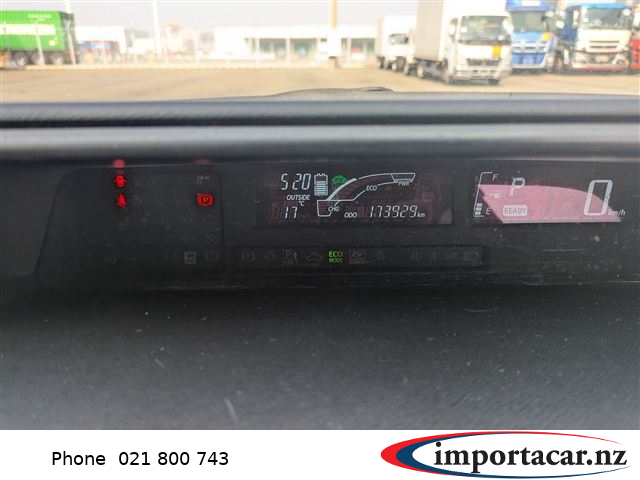 5:20
OUTSIDE
17 °C
EV
ECO
PWR
CHG
ODO 173929 km
F
E
P
READY
0 km/h
ECO MODE
EV
Phone 021 800 743
importacar.nz